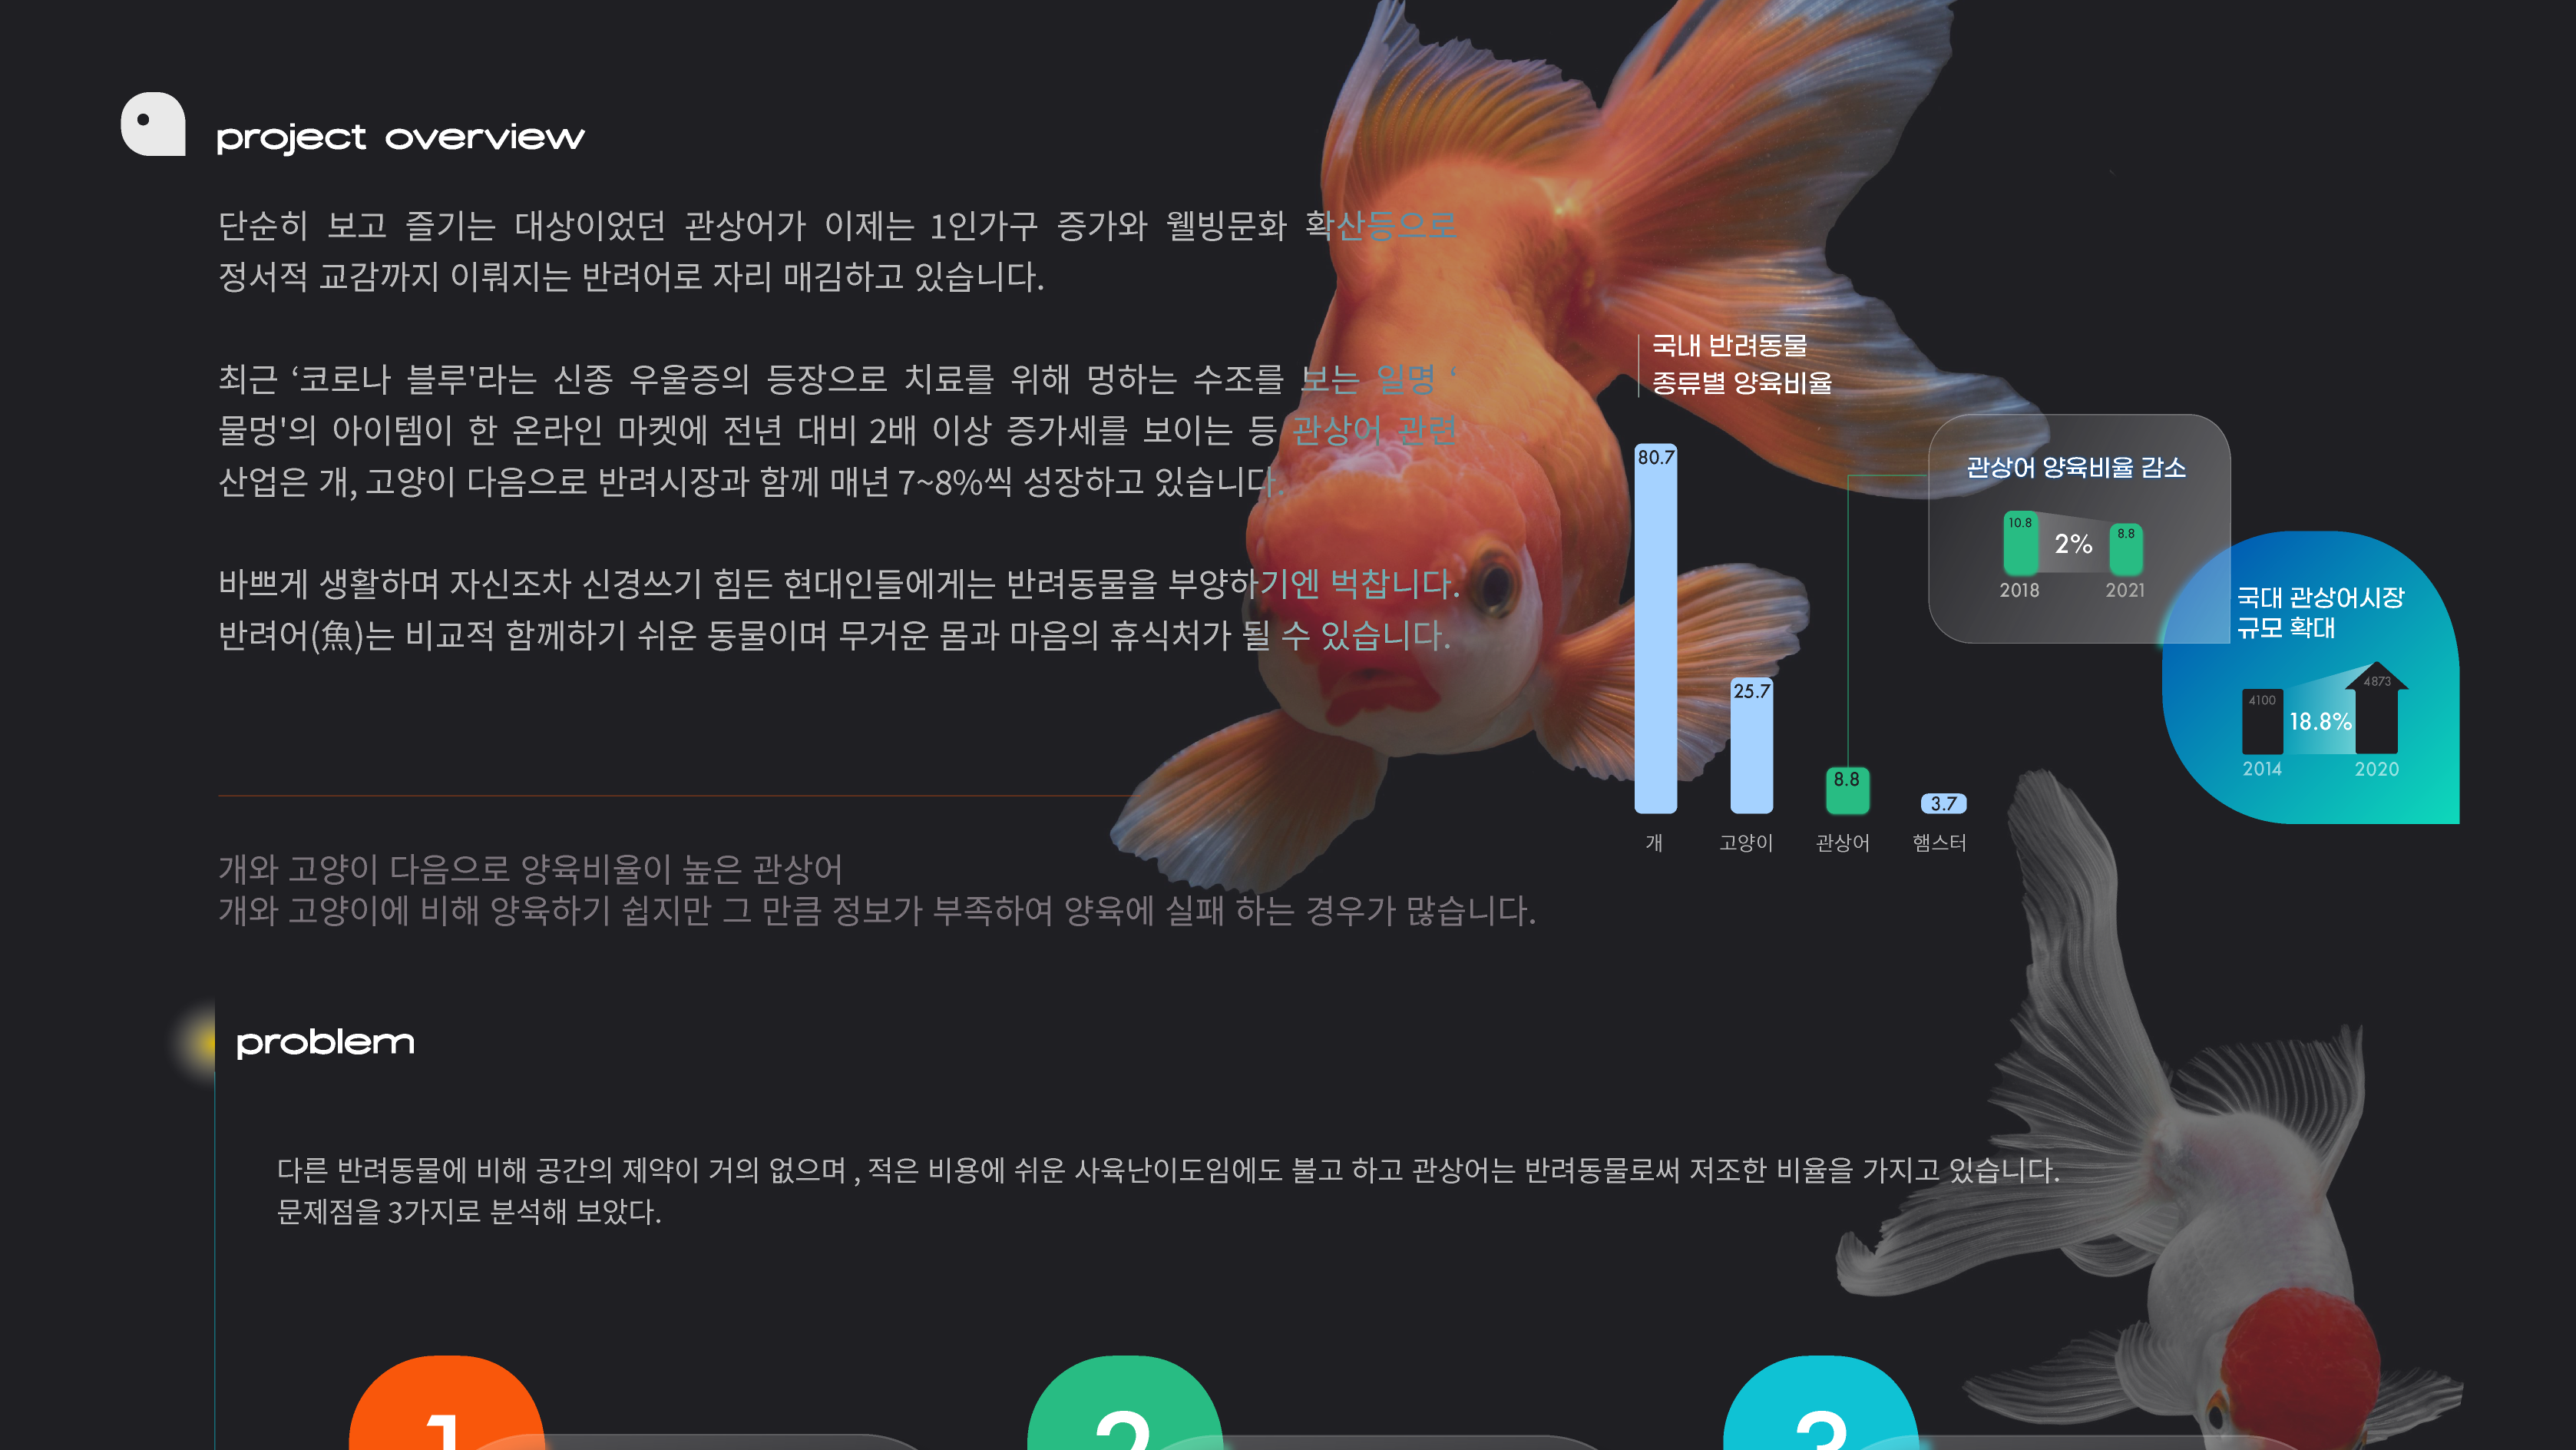 project overview
단순히 보고 즐기는 대상이었던 관상어가 이제는 1인가구 증가와 웰빙문화 확산등으로
정서적 교감까지 이뤄지는 반려어로 자리 매김하고 있습니다.
최근 ‘코로나 블루'라는 신종 우울증의 등장으로 치료를 위해 멍하는 수조를 보는 일명 ‘
물멍'의 아이템이 한 온라인 마켓에 전년 대비 2배 이상 증가세를 보이는 등 관상어 관련
산업은 개, 고양이 다음으로 반려시장과 함께 매년 7~8%씩 성장하고 있습니다.
바쁘게 생활하며 자신조차 신경쓰기 힘든 현대인들에게는 반려동물을 부양하기엔 벅찹니다.
반려어(魚)는 비교적 함께하기 쉬운 동물이며 무거운 몸과 마음의 휴식처가 될 수 있습니다.
국내 반려동물
종류별 양육비율
80.7
25.7
8.8
3.7
개
고양이
관상어
햄스터
관상어 양육비율 감소
10.8
2%
8.8
2018
2021
국대 관상어시장
규모 확대
4100
18.8%
4873
2014
2020
개와 고양이 다음으로 양육비율이 높은 관상어
개와 고양이에 비해 양육하기 쉽지만 그 만큼 정보가 부족하여 양육에 실패 하는 경우가 많습니다.
problem
다른 반려동물에 비해 공간의 제약이 거의 없으며 , 적은 비용에 쉬운 사육난이도임에도 불고 하고 관상어는 반려동물로써 저조한 비율을 가지고 있습니다.
문제점을 3가지로 분석해 보았다.
1
2
3